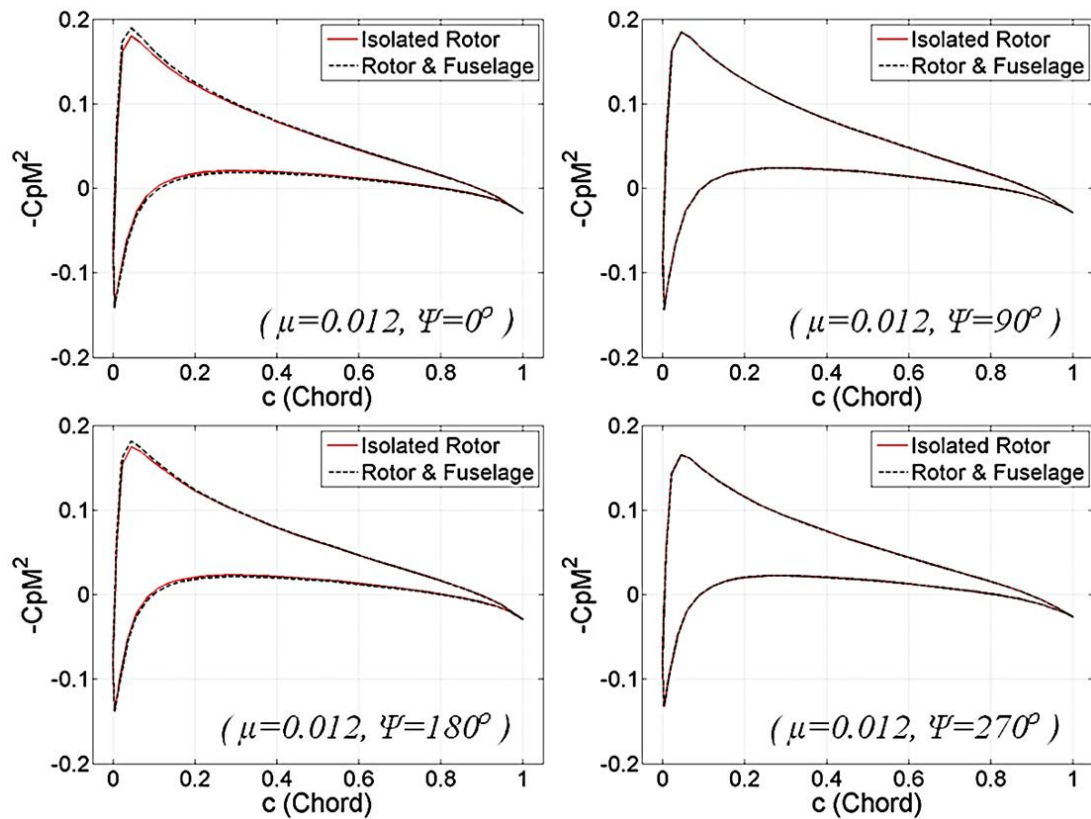 0.2
0.1
0
-0.1
-0.2
-CpM²
Isolated Rotor
Rotor & Fuselage
( μ=0.012, Ψ=0º )
0 0.2 0.4 0.6 0.8 1
c (Chord)
0.2
0.1
0
-0.1
-0.2
-CpM²
Isolated Rotor
Rotor & Fuselage
( μ=0.012, Ψ=90º )
0 0.2 0.4 0.6 0.8 1
c (Chord)
0.2
0.1
0
-0.1
-0.2
-CpM²
Isolated Rotor
Rotor & Fuselage
( μ=0.012, Ψ=180º )
0 0.2 0.4 0.6 0.8 1
c (Chord)
0.2
0.1
0
-0.1
-0.2
-CpM²
Isolated Rotor
Rotor & Fuselage
( μ=0.012, Ψ=270º )
0 0.2 0.4 0.6 0.8 1
c (Chord)